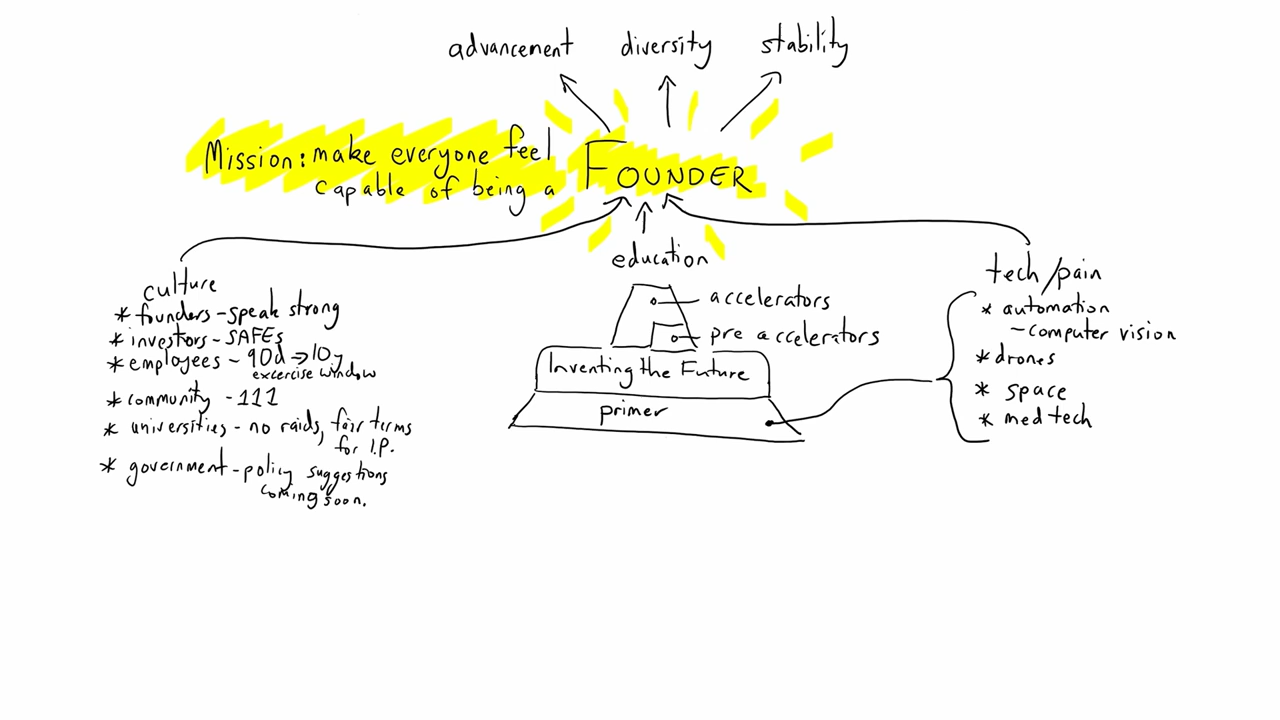 advancement diversity stability
Mission: make everyone feel
capable of being a FOUNDER
culture
* founders - speak strong
* investors - SAFEs
* employees - 90d → 10y
excercise window
* community - 111
* universities - no raids, fair terms
for I.P.
* government - policy suggestions
coming soon.
education
accelerators
pre accelerators
Inventing the Future
primer
tech/pain
* automation
- computer vision
* drones
* space
* med tech